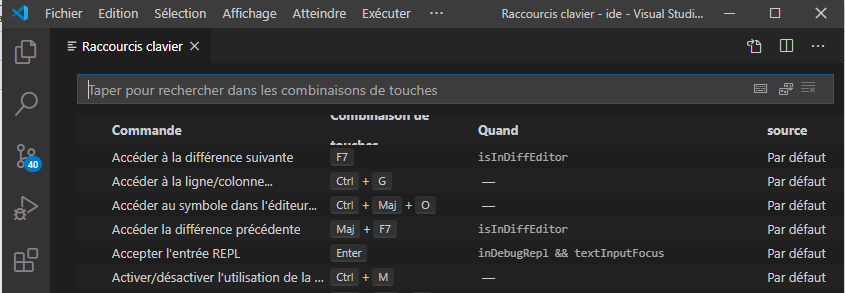 Fichier Edition Sélection Affichage Atteindre Exécuter ... Raccourcis clavier - ide - Visual Studi...
Raccourcis clavier
Taper pour rechercher dans les combinaisons de touches
Commande Combinaison de touches Quand source
Accéder à la différence suivante F7 isInDiffEditor Par défaut
Accéder à la ligne/colonne... Ctrl + G — Par défaut
Accéder au symbole dans l'éditeur... Ctrl + Maj + O — Par défaut
Accéder la différence précédente Maj + F7 isInDiffEditor Par défaut
40
Accepter l'entrée REPL Enter inDebugRepl && textInputFocus Par défaut
Activer/désactiver l'utilisation de la ... Ctrl + M — Par défaut